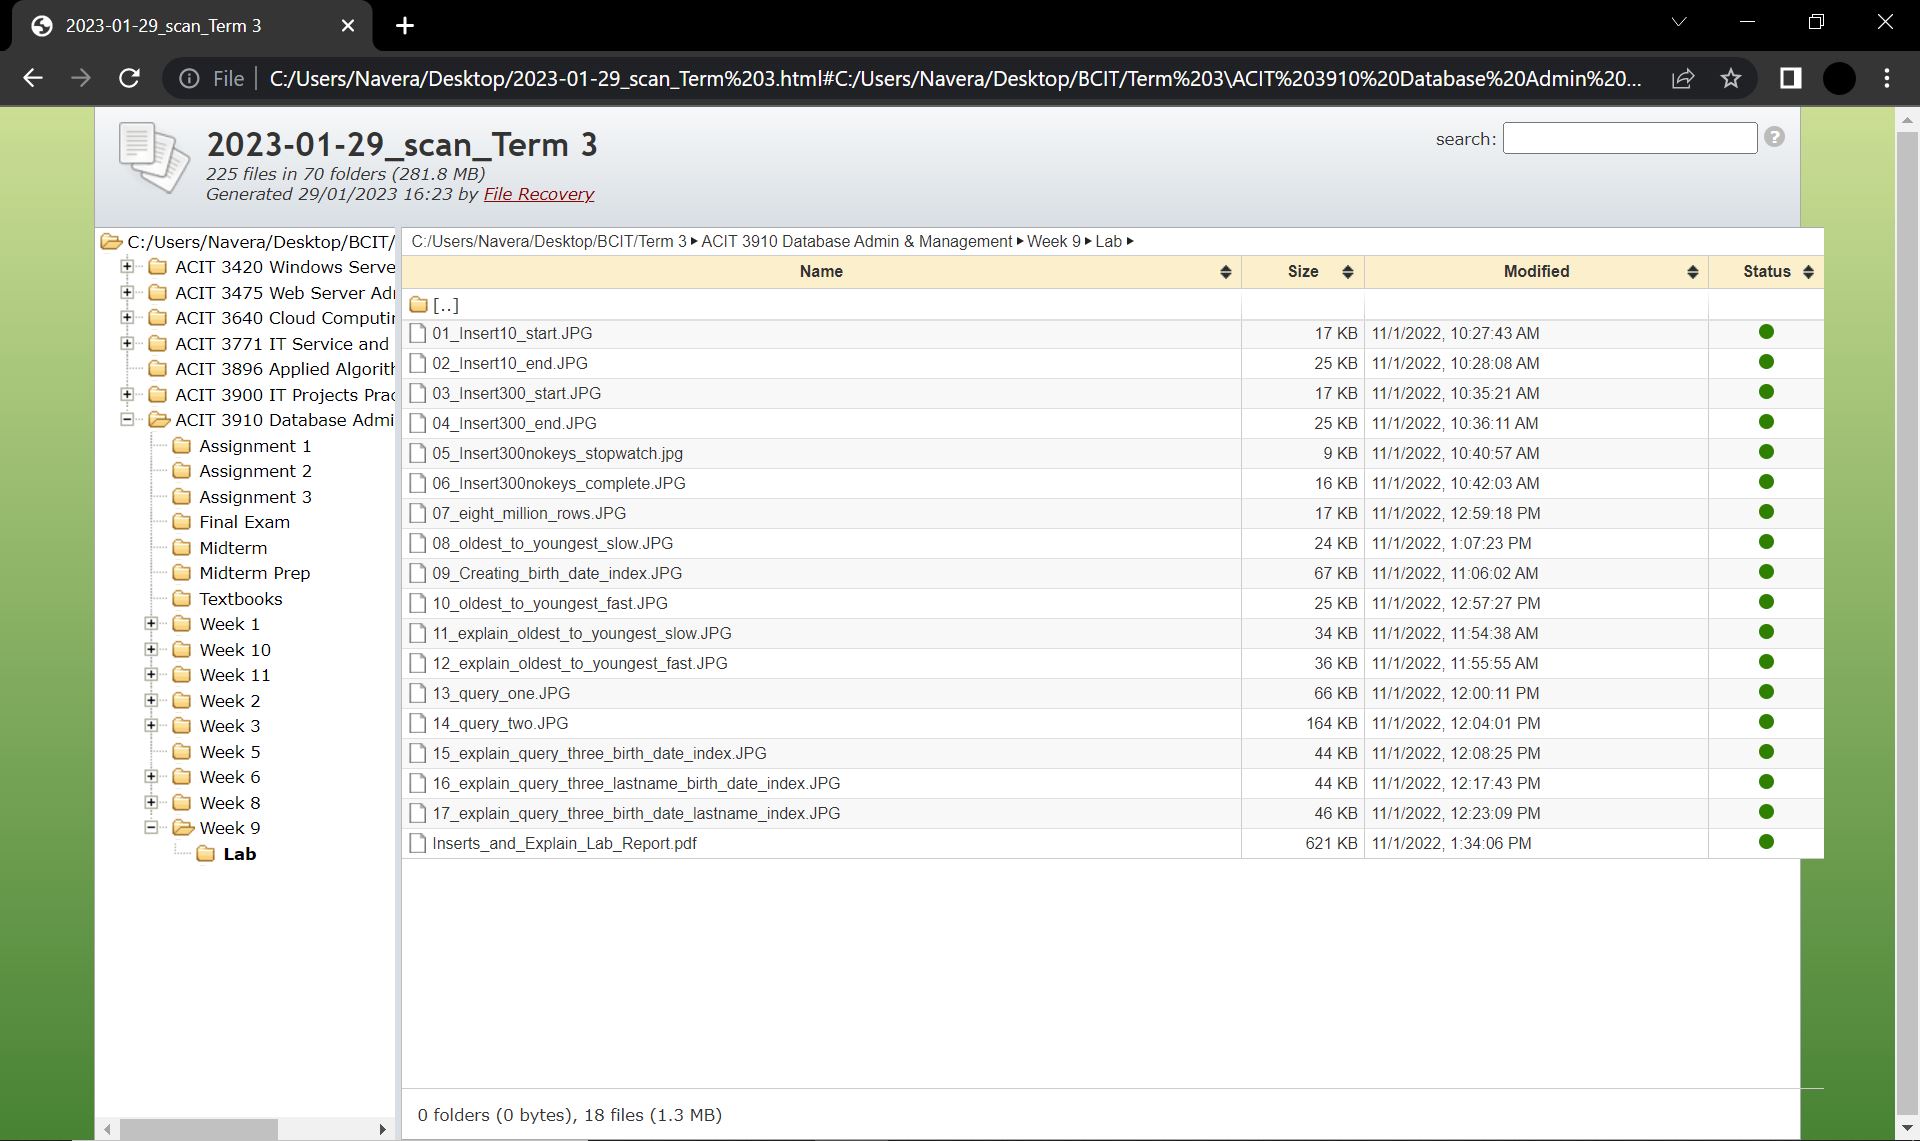 2023-01-29_scan_Term 3
File
C:/Users/Navera/Desktop/2023-01-29_scan_Term%203.html#C:/Users/Navera/Desktop/BCIT/Term%203\ACIT%203910%20Database%20Admin%20...
2023-01-29_scan_Term 3
225 files in 70 folders (281.8 MB)
Generated 29/01/2023 16:23 by File Recovery
search:
?
C:/Users/Navera/Desktop/BCIT/
ACIT 3420 Windows Serve
ACIT 3475 Web Server Ad
ACIT 3640 Cloud Computi
ACIT 3771 IT Service and
ACIT 3896 Applied Algorit
ACIT 3900 IT Projects Prac
ACIT 3910 Database Admi
Assignment 1
Assignment 2
Assignment 3
Final Exam
Midterm
Midterm Prep
Textbooks
Week 1
Week 10
Week 11
Week 2
Week 3
Week 5
Week 6
Week 8
Week 9
Lab
C:/Users/Navera/Desktop/BCIT/Term 3 ACIT 3910 Database Admin & Management Week 9 Lab
Name Size Modified Status
[..]
01_Insert10_start.JPG 17 KB 11/1/2022, 10:27:43 AM
02_Insert10_end.JPG 25 KB 11/1/2022, 10:28:08 AM
03_Insert300_start.JPG 17 KB 11/1/2022, 10:35:21 AM
04_Insert300_end.JPG 25 KB 11/1/2022, 10:36:11 AM
05_Insert300nokeys_stopwatch.jpg 9 KB 11/1/2022, 10:40:57 AM
06_Insert300nokeys_complete.JPG 16 KB 11/1/2022, 10:42:03 AM
07_eight_million_rows.JPG 17 KB 11/1/2022, 12:59:18 PM
08_oldest_to_youngest_slow.JPG 24 KB 11/1/2022, 1:07:23 PM
09_Creating_birth_date_index.JPG 67 KB 11/1/2022, 11:06:02 AM
10_oldest_to_youngest_fast.JPG 25 KB 11/1/2022, 12:57:27 PM
11_explain_oldest_to_youngest_slow.JPG 34 KB 11/1/2022, 11:54:38 AM
12_explain_oldest_to_youngest_fast.JPG 36 KB 11/1/2022, 11:55:55 AM
13_query_one.JPG 66 KB 11/1/2022, 12:00:11 PM
14_query_two.JPG 164 KB 11/1/2022, 12:04:01 PM
15_explain_query_three_birth_date_index.JPG 44 KB 11/1/2022, 12:08:25 PM
16_explain_query_three_lastname_birth_date_index.JPG 44 KB 11/1/2022, 12:17:43 PM
17_explain_query_three_birth_date_lastname_index.JPG 46 KB 11/1/2022, 12:23:09 PM
Inserts_and_Explain_Lab_Report.pdf 621 KB 11/1/2022, 1:34:06 PM
0 folders (0 bytes), 18 files (1.3 MB)